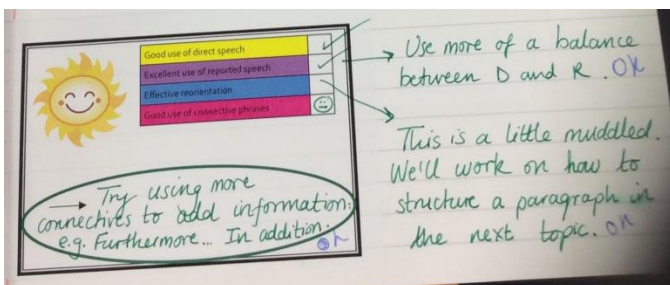 Good use of direct speech ✓
Excellent use of reported speech ✓
Effective reorientation
Good use of connective phrases
→ Try using more
connectives to add information:
e.g. Furthermore... In addition.
OK
Use more of a balance
between D and R. OK
This is a little muddled.
We'll work on how to
structure a paragraph in
the next topic. OK